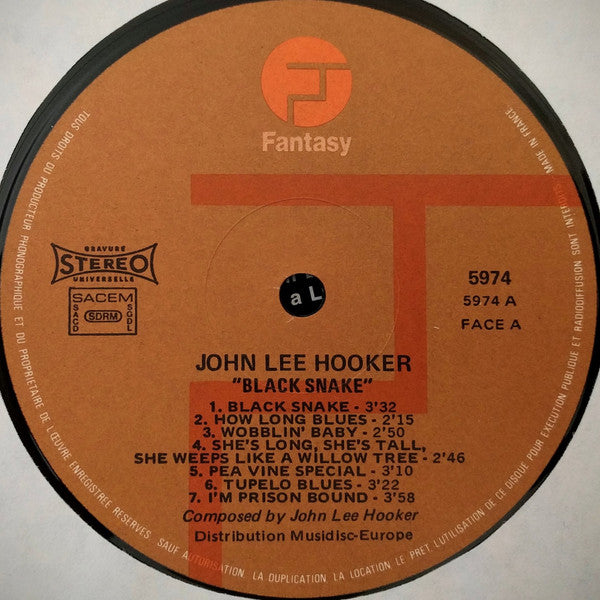 Fantasy
GRAVURE
STEREO
UNIVERSELLE
SACEM
SACD
SDRM
SGDL
5974
5974 A
FACE A
a L
JOHN LEE HOOKER
"BLACK SNAKE"
1. BLACK SNAKE - 3'32
2. HOW LONG BLUES - 2'15
3. WOBBLIN' BABY - 2'50
4. SHE'S LONG, SHE'S TALL,
SHE WEEPS LIKE A WILLOW TREE - 2'46
5. PEA VINE SPECIAL - 3'10
6. TUPELO BLUES - 3'22
7. I'M PRISON BOUND - 3'58
Composed by John Lee Hooker
Distribution Musidisc-Europe
TOUS DROITS DU PRODUCTEUR PHONOGRAPHIQUE ET DU PROPRIETAIRE DE L'ŒUVRE ENREGISTREE RESERVES. SAUF AUTORISATION LA DUPLICATION LA LOCATION LE PRET L'UTILISATION DE CE DISQUE POUR EXECUTION PUBLIQUE ET RADIODIFFUSION SONT INTERDITS MADE IN FRANCE